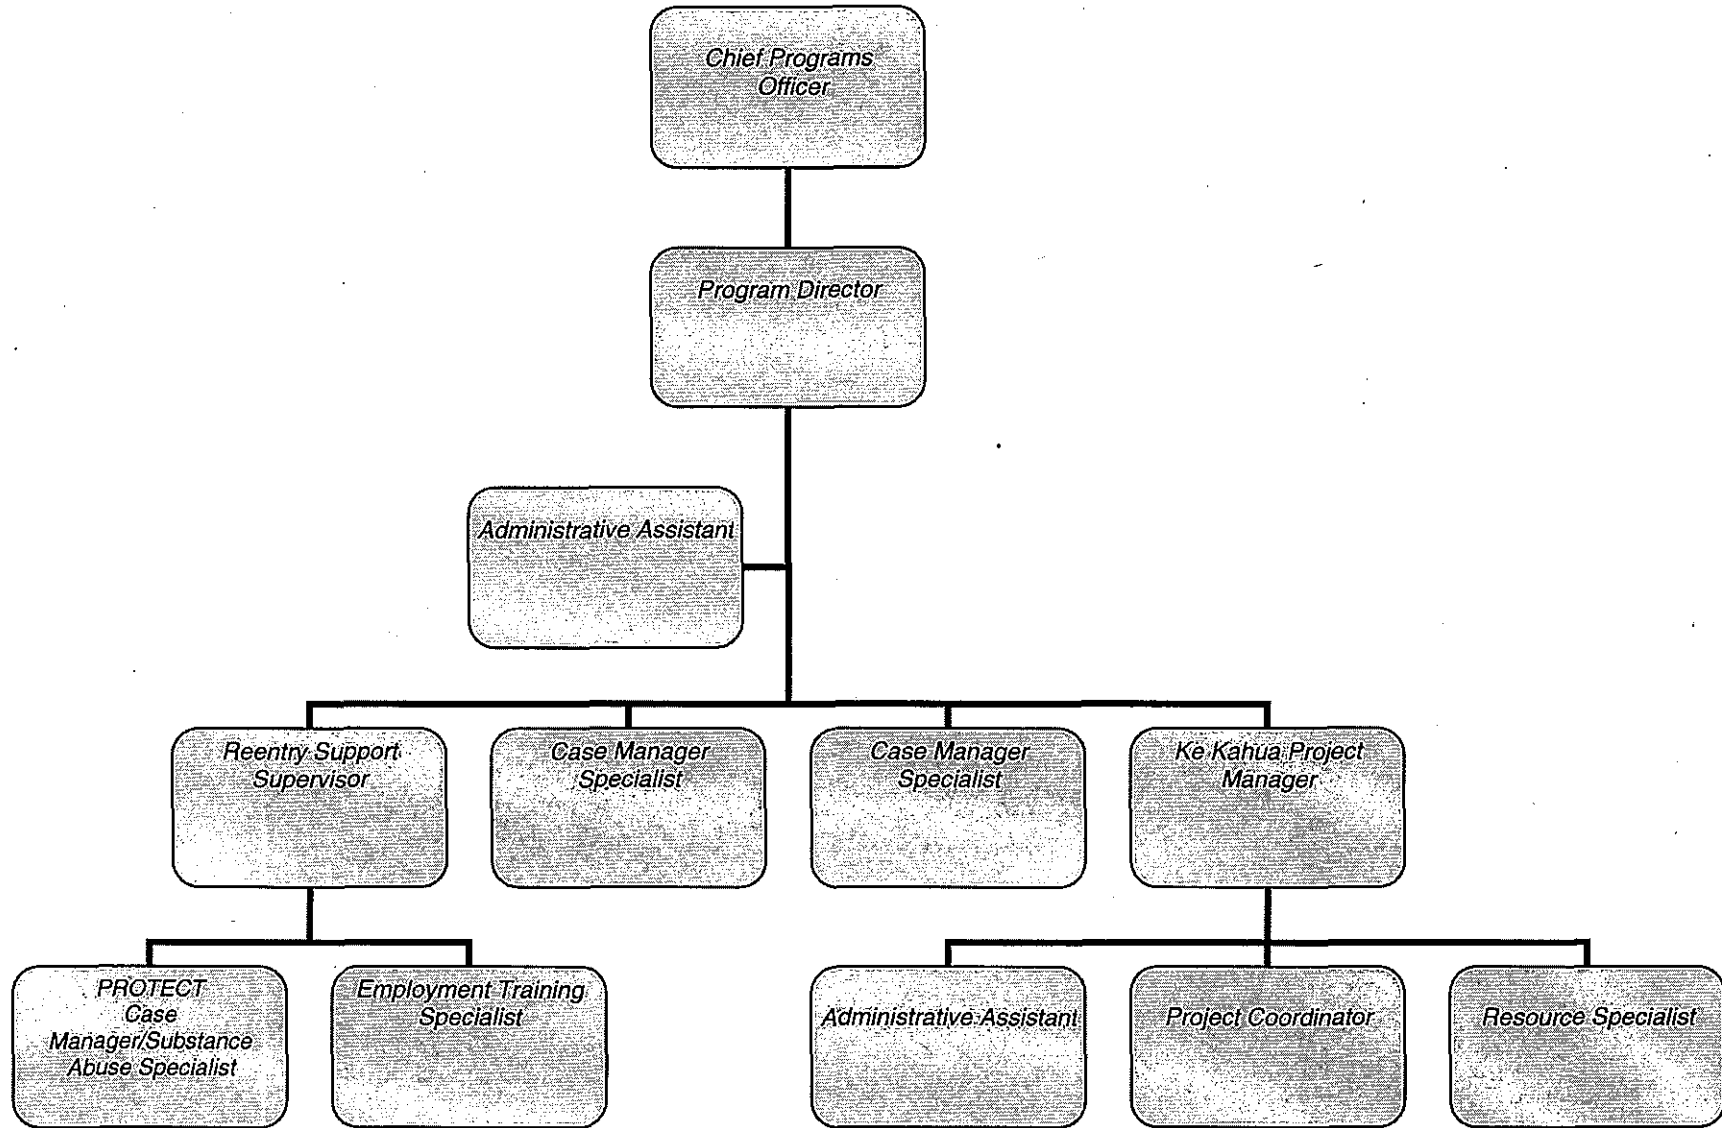 Chief Programs
Officer
Program Director
Administrative Assistant
Reentry Support
Supervisor
Case Manager
Specialist
Case Manager
Specialist
Ke Kahua Project
Manager
PROTECT
Case
Manager/Substance
Abuse Specialist
Employment Training
Specialist
Administrative Assistant
Project Coordinator
Resource Specialist